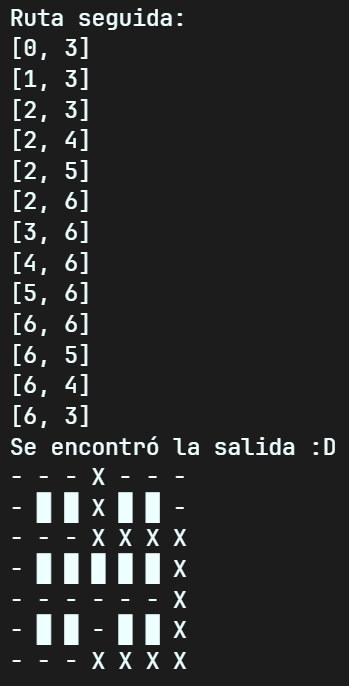 Ruta seguida:
[0, 3]
[1, 3]
[2, 3]
[2, 4]
[2, 5]
[2, 6]
[3, 6]
[4, 6]
[5, 6]
[6, 6]
[6, 5]
[6, 4]
[6, 3]
Se encontró la salida :D
- - - X - - -
- █ █ X █ █ -
- - - X X X X
- █ █ █ █ █ X
- - - - - - X
- █ █ - █ █ X
- - - X X X X